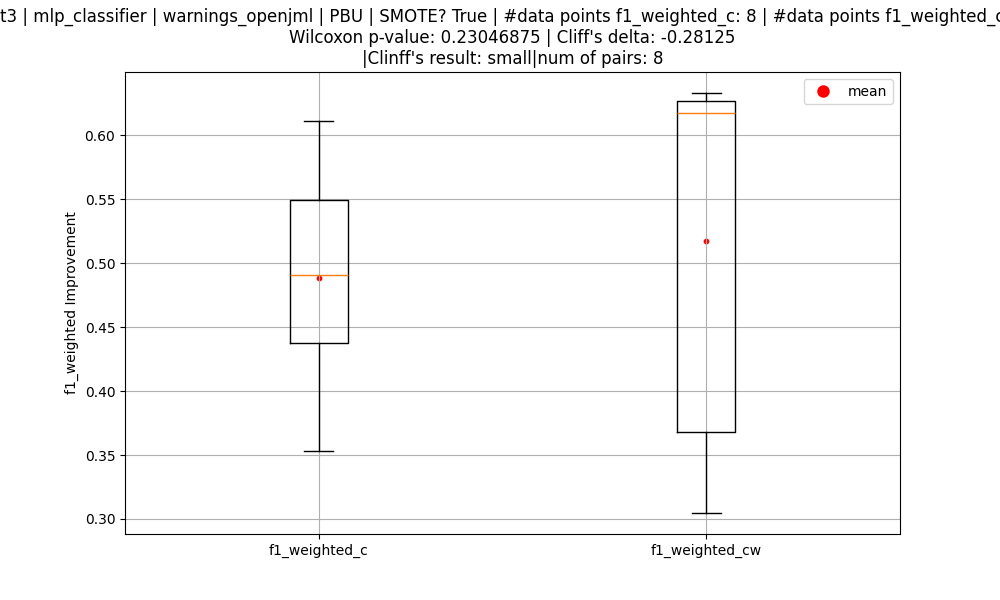 t3 | mlp_classifier | warnings_openjml | PBU | SMOTE? True | #data points f1_weighted_c: 8 | #data points f1_weighted_c
Wilcoxon p-value: 0.23046875 | Cliff's delta: -0.28125
|Clinff's result: small|num of pairs: 8
mean
0.60
0.55
0.50
0.45
0.40
0.35
0.30
f1_weighted Improvement
f1_weighted_c
f1_weighted_cw